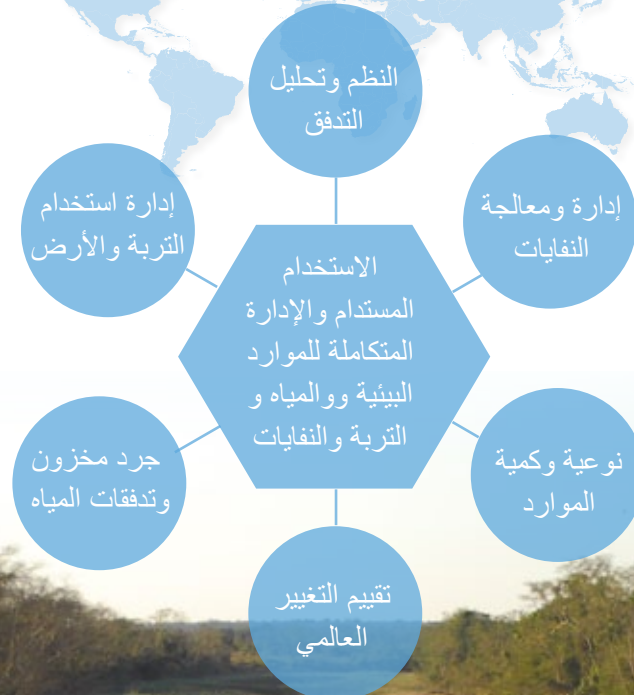 النظم وتحليل
التدفق
إدارة ومعالجة
النفايات
نوعية وكمية
الموارد
تقييم التغيير
العالمي
جرد مخزون
وتدفقات المياه
إدارة استخدام
التربة والأرض
الاستخدام
المستدام والإدارة
المتكاملة للموارد
البيئية ووالمياه و
التربة والنفايات